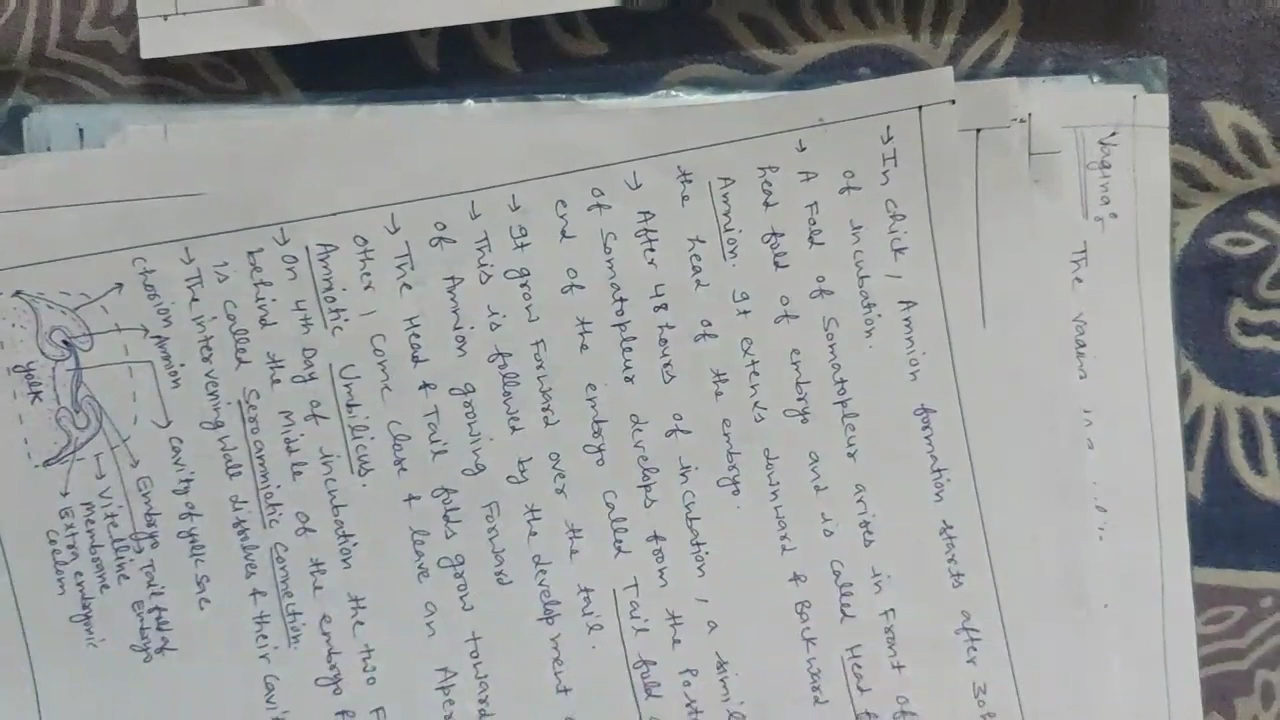 Vagina:- The vagina
→ In chick, Amnion formation starts after 30h
of incubation.
→ A Fold of Somatopleur arises in Front of
head fold of embryo and is called Head f
Amnion. It extends downward & Backward
the head of the embryo.
→ After 48 hours of incubation, a simil
of Somatopleur develops from the Post
end of the embryo called Tail fold
→ It grow Forward over the tail.
→ This is followed by the development
of Amnion growing Forward
→ The Head & Tail folds grow toward
other, come close & leave an Aper
Amniotic Umbilicus.
→ On 4th Day of incubation the two F
behind the Middle of the embryo
is called Seroamniotic connection.
→ The intervening wall dissolves & their cavit
chorion Amnion
cavity of yolk sac
Embryo Tail fold of
Embryo
Vitelline
Membrane
Extra embryonic
coelom
yolk